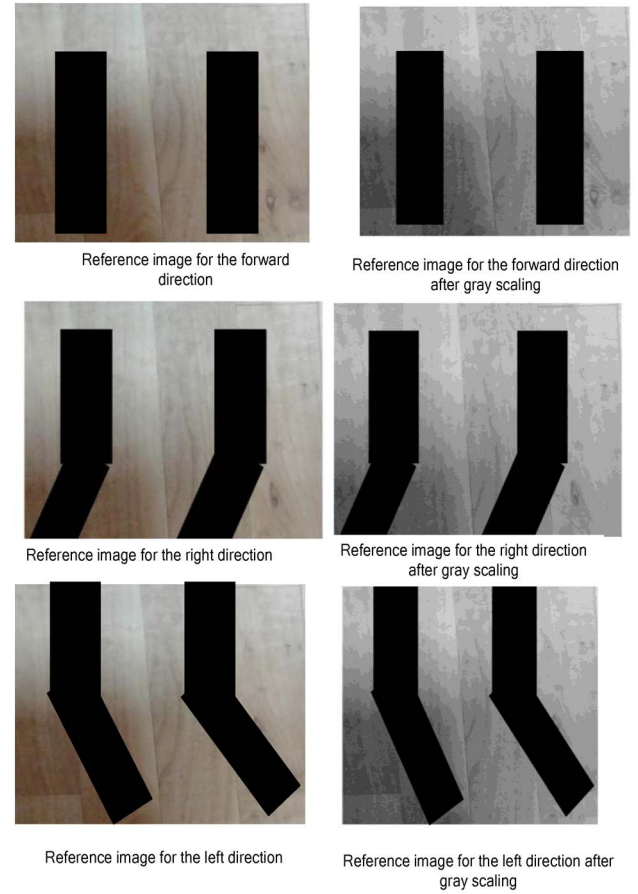 Reference image for the forward
direction
Reference image for the forward direction
after gray scaling
Reference image for the right direction
Reference image for the right direction
after gray scaling
Reference image for the left direction
Reference image for the left direction after
gray scaling